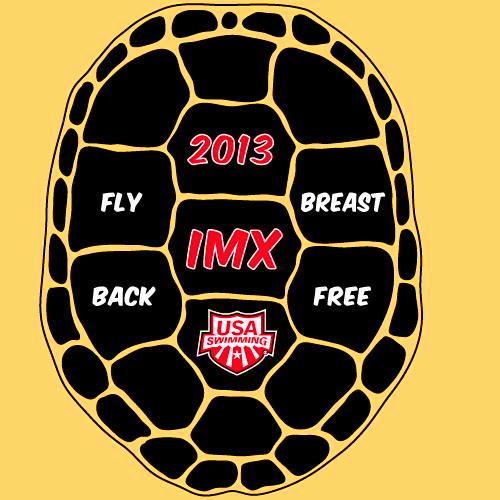 2013
FLY
BREAST
IMX
BACK
FREE
USA
SWIMMING